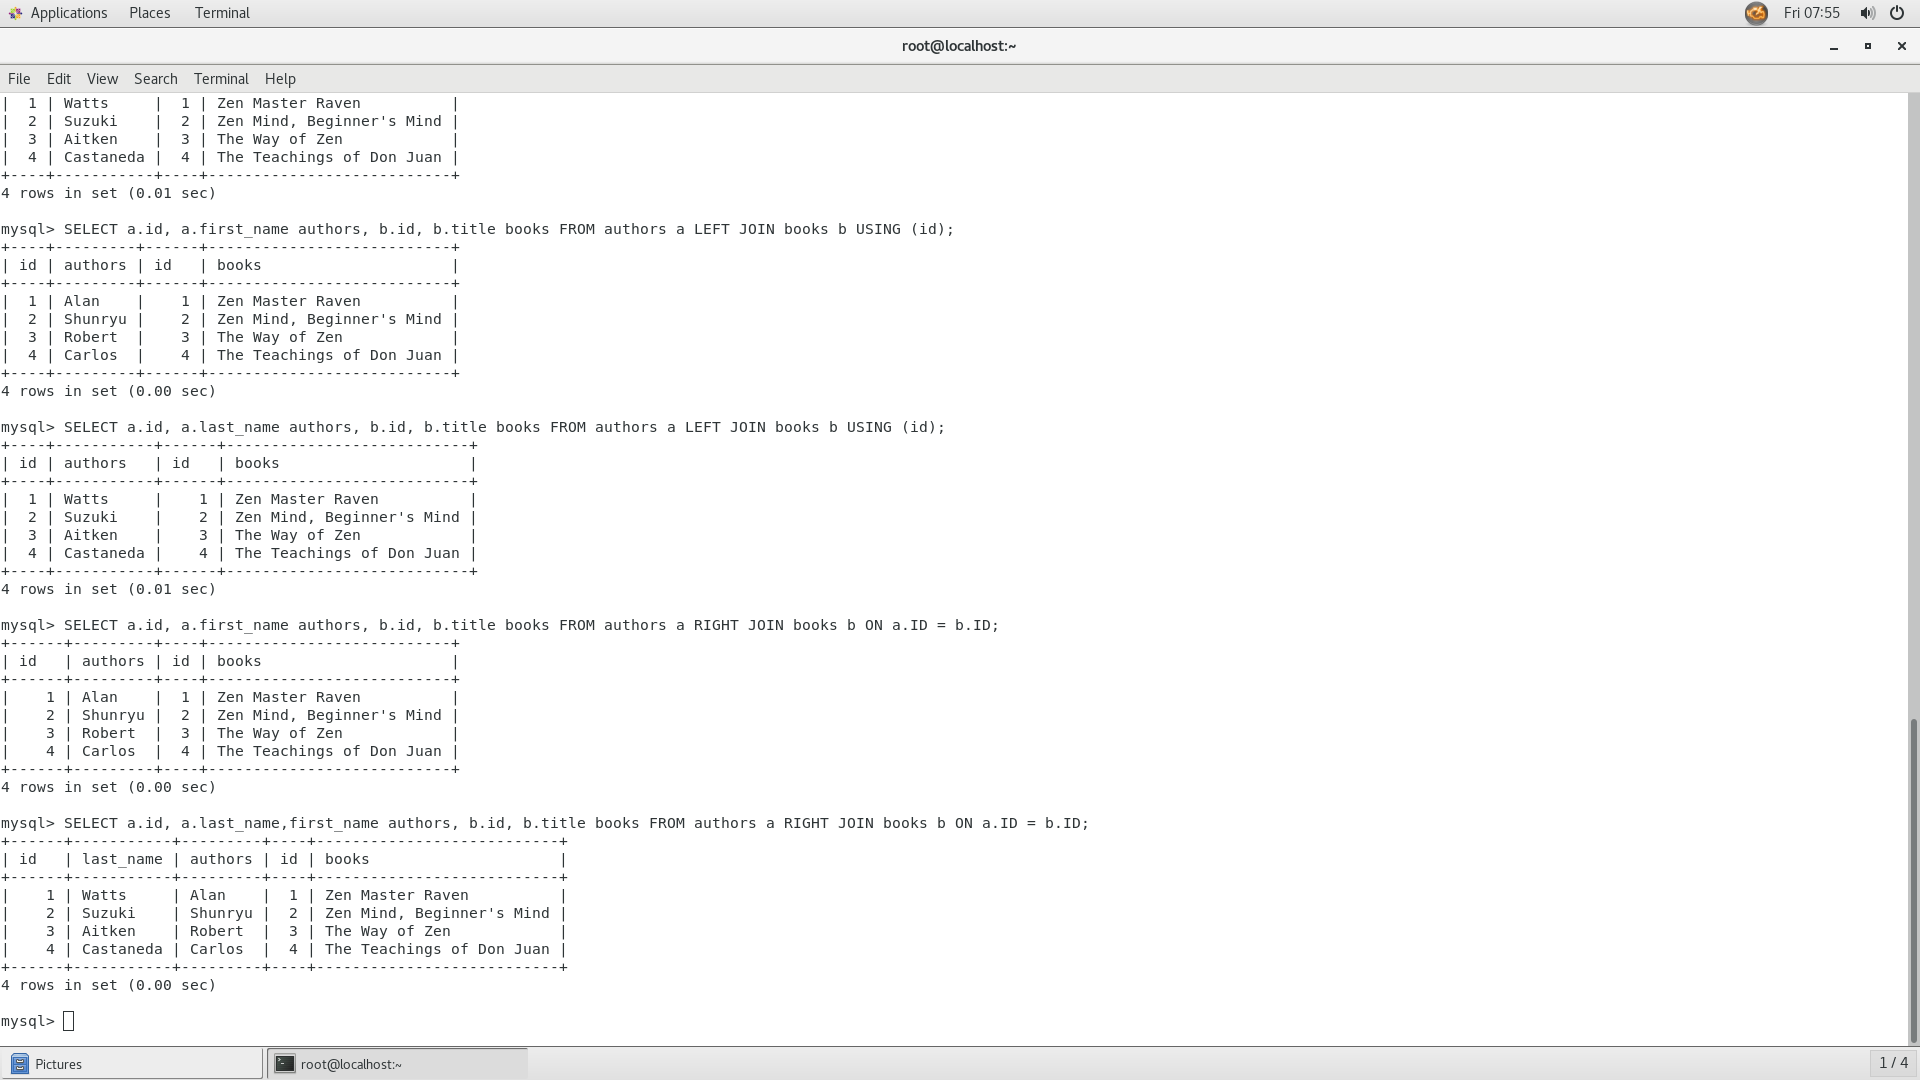 Applications Places Terminal Fri 07:55
root@localhost:~
File Edit View Search Terminal Help
|  1 | Watts     |  1 | Zen Master Raven          |
|  2 | Suzuki    |  2 | Zen Mind, Beginner's Mind |
|  3 | Aitken    |  3 | The Way of Zen            |
|  4 | Castaneda |  4 | The Teachings of Don Juan |
+----+-----------+----+---------------------------+
4 rows in set (0.01 sec)
mysql> SELECT a.id, a.first_name authors, b.id, b.title books FROM authors a LEFT JOIN books b USING (id);
+----+---------+------+---------------------------+
| id | authors | id   | books                     |
+----+---------+------+---------------------------+
|  1 | Alan    |    1 | Zen Master Raven          |
|  2 | Shunryu |    2 | Zen Mind, Beginner's Mind |
|  3 | Robert  |    3 | The Way of Zen            |
|  4 | Carlos  |    4 | The Teachings of Don Juan |
+----+---------+------+---------------------------+
4 rows in set (0.00 sec)
mysql> SELECT a.id, a.last_name authors, b.id, b.title books FROM authors a LEFT JOIN books b USING (id);
+----+-----------+------+---------------------------+
| id | authors   | id   | books                     |
+----+-----------+------+---------------------------+
|  1 | Watts     |    1 | Zen Master Raven          |
|  2 | Suzuki    |    2 | Zen Mind, Beginner's Mind |
|  3 | Aitken    |    3 | The Way of Zen            |
|  4 | Castaneda |    4 | The Teachings of Don Juan |
+----+-----------+------+---------------------------+
4 rows in set (0.01 sec)
mysql> SELECT a.id, a.first_name authors, b.id, b.title books FROM authors a RIGHT JOIN books b ON a.ID = b.ID;
+------+---------+----+---------------------------+
| id   | authors | id | books                     |
+------+---------+----+---------------------------+
|    1 | Alan    |  1 | Zen Master Raven          |
|    2 | Shunryu |  2 | Zen Mind, Beginner's Mind |
|    3 | Robert  |  3 | The Way of Zen            |
|    4 | Carlos  |  4 | The Teachings of Don Juan |
+------+---------+----+---------------------------+
4 rows in set (0.00 sec)
mysql> SELECT a.id, a.last_name,first_name authors, b.id, b.title books FROM authors a RIGHT JOIN books b ON a.ID = b.ID;
+------+-----------+---------+----+---------------------------+
| id   | last_name | authors | id | books                     |
+------+-----------+---------+----+---------------------------+
|    1 | Watts     | Alan    |  1 | Zen Master Raven          |
|    2 | Suzuki    | Shunryu |  2 | Zen Mind, Beginner's Mind |
|    3 | Aitken    | Robert  |  3 | The Way of Zen            |
|    4 | Castaneda | Carlos  |  4 | The Teachings of Don Juan |
+------+-----------+---------+----+---------------------------+
4 rows in set (0.00 sec)
mysql>
Pictures root@localhost:~ 1 / 4